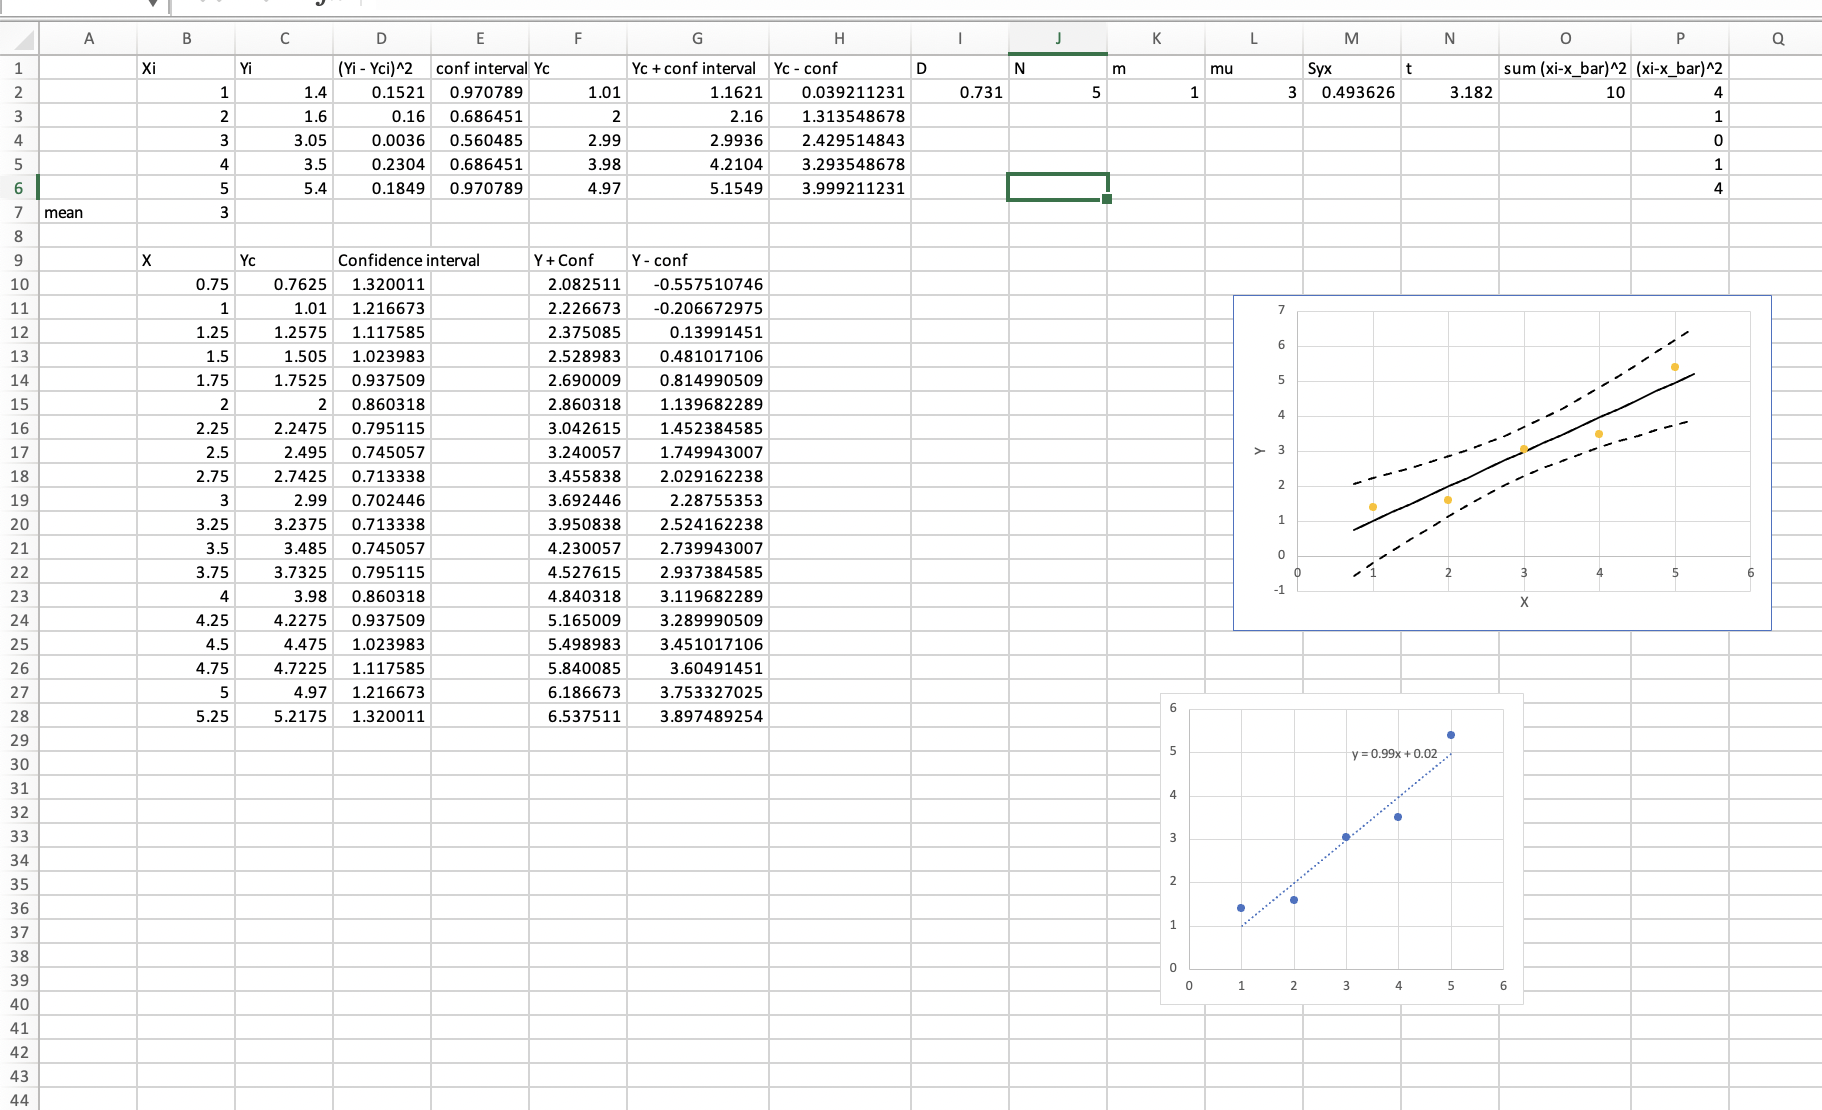 A B C D E F G H I J K L M N O P Q
1 Xi Yi (Yi - Yci)^2 conf interval Yc Yc + conf interval Yc - conf D N m mu Syx t sum (xi-x_bar)^2 (xi-x_bar)^2
2 1 1.4 0.1521 0.970789 1.01 1.1621 0.039211231 0.731 5 1 3 0.493626 3.182 10 4
3 2 1.6 0.16 0.686451 2 2.16 1.313548678 1
4 3 3.05 0.0036 0.560485 2.99 2.9936 2.429514843 0
5 4 3.5 0.2304 0.686451 3.98 4.2104 3.293548678 1
6 5 5.4 0.1849 0.970789 4.97 5.1549 3.999211231 4
7 mean 3
8
9 X Yc Confidence interval Y + Conf Y - conf
10 0.75 0.7625 1.320011 2.082511 -0.557510746
11 1 1.01 1.216673 2.226673 -0.206672975
12 1.25 1.2575 1.117585 2.375085 0.13991451
13 1.5 1.505 1.023983 2.528983 0.481017106
14 1.75 1.7525 0.937509 2.690009 0.814990509
15 2 2 0.860318 2.860318 1.139682289
16 2.25 2.2475 0.795115 3.042615 1.452384585
17 2.5 2.495 0.745057 3.240057 1.749943007
18 2.75 2.7425 0.713338 3.455838 2.029162238
19 3 2.99 0.702446 3.692446 2.28755353
20 3.25 3.2375 0.713338 3.950838 2.524162238
21 3.5 3.485 0.745057 4.230057 2.739943007
22 3.75 3.7325 0.795115 4.527615 2.937384585
23 4 3.98 0.860318 4.840318 3.119682289
24 4.25 4.2275 0.937509 5.165009 3.289990509
25 4.5 4.475 1.023983 5.498983 3.451017106
26 4.75 4.7225 1.117585 5.840085 3.60491451
27 5 4.97 1.216673 6.186673 3.753327025
28 5.25 5.2175 1.320011 6.537511 3.897489254
29
30
31
32
33
34
35
36
37
38
39
40
41
42
43
44
7
6
5
4
Y
3
2
1
0
0 1 2 3 4 5 6
-1
X
6
5
y = 0.99x + 0.02
4
3
2
1
0
0 1 2 3 4 5 6